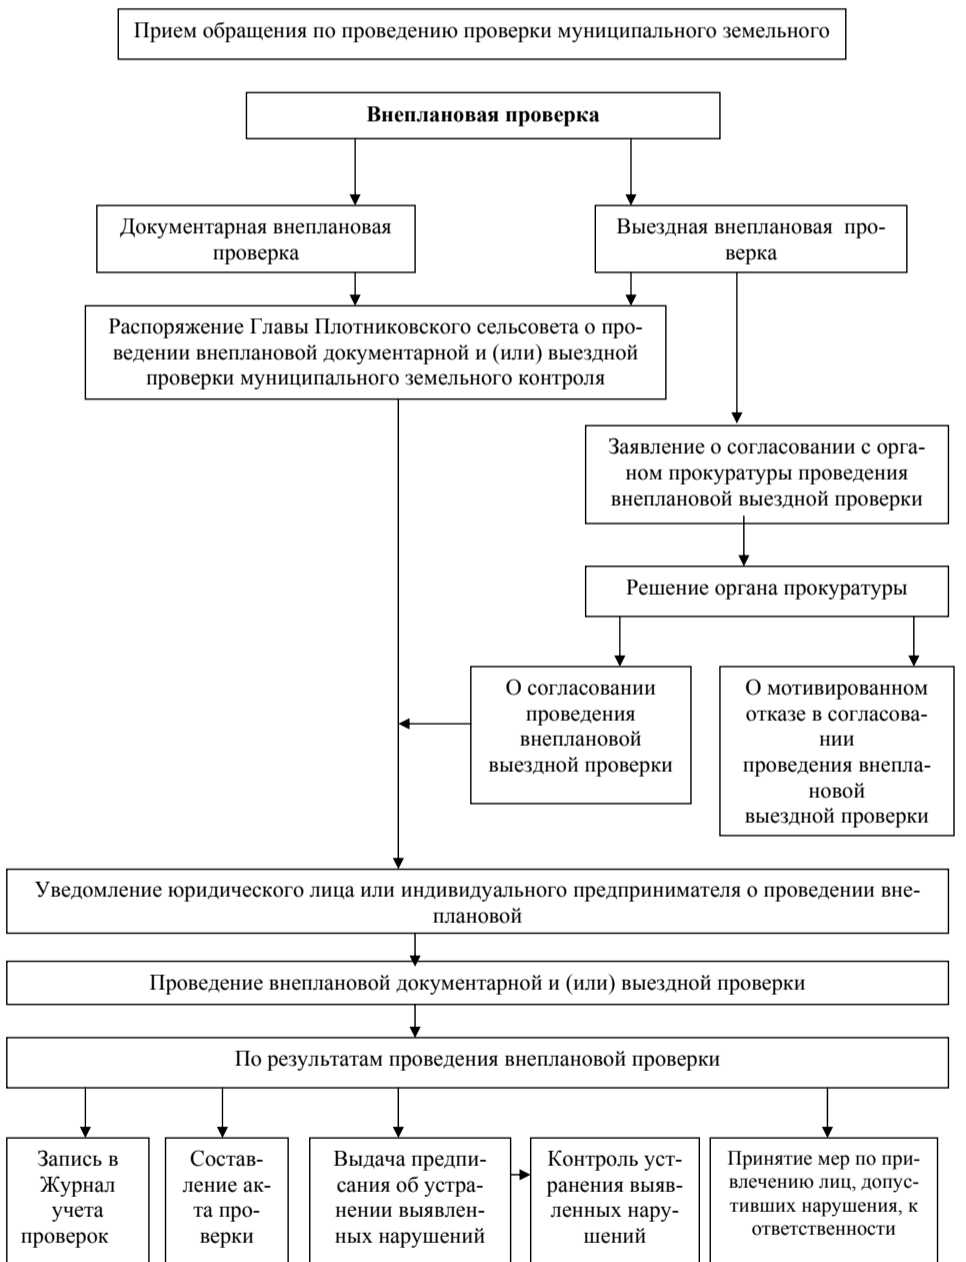 Прием обращения по проведению проверки муниципального земельного
Внеплановая проверка
Документарная внеплановая
проверка
Выездная внеплановая про-
верка
Распоряжение Главы Плотниковского сельсовета о про-
ведении внеплановой документарной и (или) выездной
проверки муниципального земельного контроля
Заявление о согласовании с орга-
ном прокуратуры проведения
внеплановой выездной проверки
Решение органа прокуратуры
О согласовании
проведения
внеплановой
выездной проверки
О мотивированном
отказе в согласова-
нии
проведения внепла-
новой
выездной проверки
Уведомление юридического лица или индивидуального предпринимателя о проведении вне-
плановой
Проведение внеплановой документарной и (или) выездной проверки
По результатам проведения внеплановой проверки
Запись в
Журнал
учета
проверок
Состав-
ление ак-
та про-
верки
Выдача предпи-
сания об устра-
нении выявлен-
ных нарушений
Контроль уст-
ранения выяв-
ленных нару-
шений
Принятие мер по при-
влечению лиц, допус-
тивших нарушения, к
ответственности